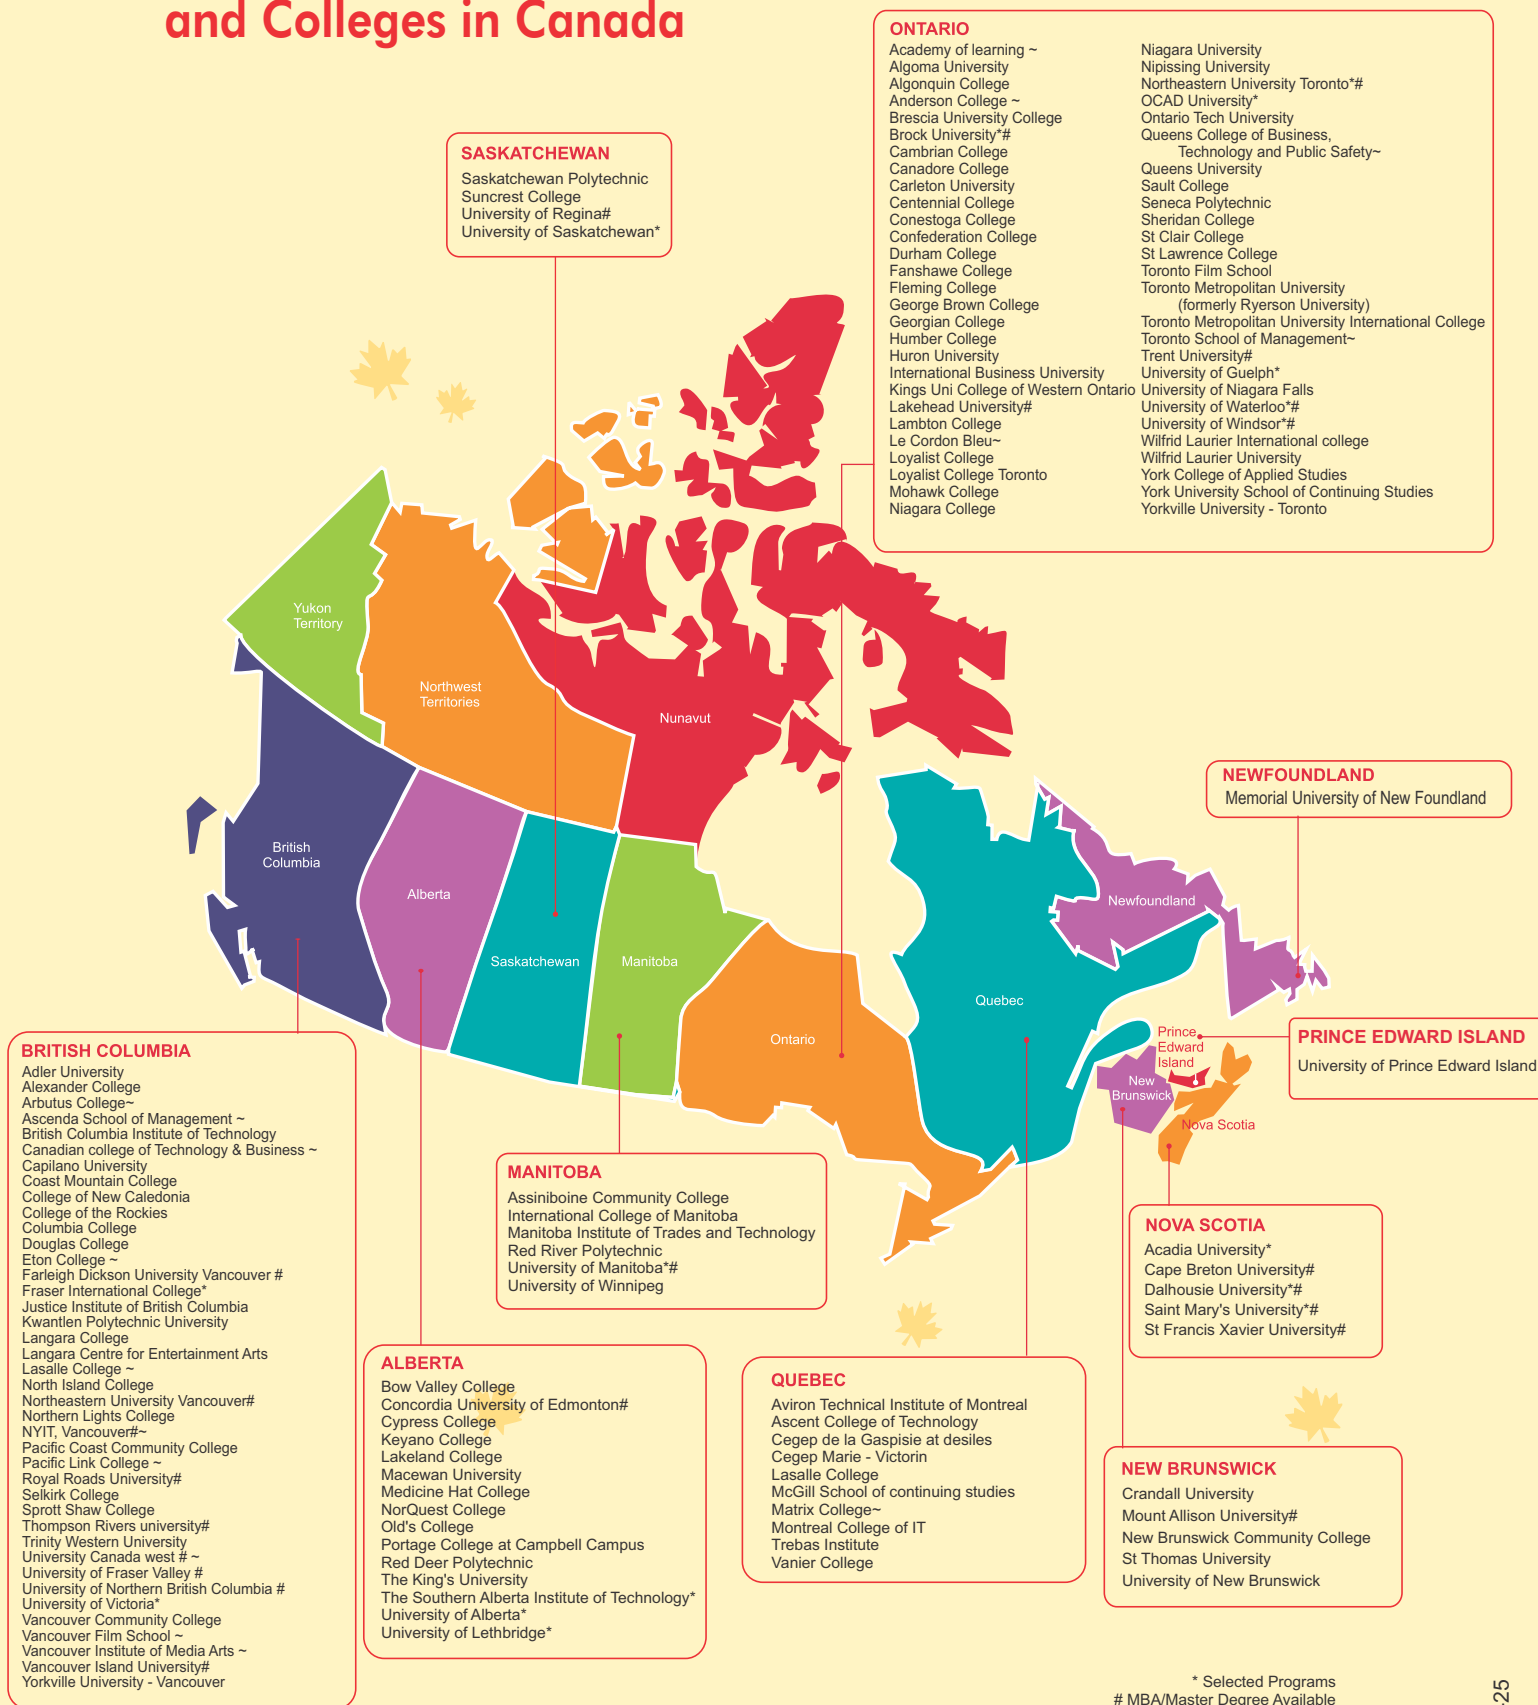 and Colleges in Canada
ONTARIO
Academy of learning ~
Algoma University
Algonquin College
Anderson College ~
Brescia University College
Brock University*#
Cambrian College
Canadore College
Carleton University
Centennial College
Conestoga College
Confederation College
Durham College
Fanshawe College
Fleming College
George Brown College
Georgian College
Humber College
Huron University
International Business University
Kings Uni College of Western Ontario
Lakehead University#
Lambton College
Le Cordon Bleu~
Loyalist College
Loyalist College Toronto
Mohawk College
Niagara College
Niagara University
Nipissing University
Northeastern University Toronto*#
OCAD University*
Ontario Tech University
Queens College of Business,
Technology and Public Safety~
Queens University
Sault College
Seneca Polytechnic
Sheridan College
St Clair College
St Lawrence College
Toronto Film School
Toronto Metropolitan University
(formerly Ryerson University)
Toronto Metropolitan University International College
Toronto School of Management~
Trent University#
University of Guelph*
University of Niagara Falls
University of Waterloo*#
University of Windsor*#
Wilfrid Laurier International college
Wilfrid Laurier University
York College of Applied Studies
York University School of Continuing Studies
Yorkville University - Toronto
SASKATCHEWAN
Saskatchewan Polytechnic
Suncrest College
University of Regina#
University of Saskatchewan*
Yukon
Territory
Northwest
Territories
Nunavut
British
Columbia
Alberta
Saskatchewan
Manitoba
Ontario
Quebec
Newfoundland
Prince
Edward
Island
New
Brunswick
Nova Scotia
NEWFOUNDLAND
Memorial University of New Foundland
PRINCE EDWARD ISLAND
University of Prince Edward Island
BRITISH COLUMBIA
Adler University
Alexander College
Arbutus College~
Ascenda School of Management ~
British Columbia Institute of Technology
Canadian college of Technology & Business ~
Capilano University
Coast Mountain College
College of New Caledonia
College of the Rockies
Columbia College
Douglas College
Eton College ~
Farleigh Dickson University Vancouver #
Fraser International College*
Justice Institute of British Columbia
Kwantlen Polytechnic University
Langara College
Langara Centre for Entertainment Arts
Lasalle College ~
North Island College
Northeastern University Vancouver#
Northern Lights College
NYIT, Vancouver#~
Pacific Coast Community College
Pacific Link College ~
Royal Roads University#
Selkirk College
Sprott Shaw College
Thompson Rivers university#
Trinity Western University
University Canada west # ~
University of Fraser Valley #
University of Northern British Columbia #
University of Victoria*
Vancouver Community College
Vancouver Film School ~
Vancouver Institute of Media Arts ~
Vancouver Island University#
Yorkville University - Vancouver
MANITOBA
Assiniboine Community College
International College of Manitoba
Manitoba Institute of Trades and Technology
Red River Polytechnic
University of Manitoba*#
University of Winnipeg
NOVA SCOTIA
Acadia University*
Cape Breton University#
Dalhousie University*#
Saint Mary's University*#
St Francis Xavier University#
ALBERTA
Bow Valley College
Concordia University of Edmonton#
Cypress College
Keyano College
Lakeland College
Macewan University
Medicine Hat College
NorQuest College
Old's College
Portage College at Campbell Campus
Red Deer Polytechnic
The King's University
The Southern Alberta Institute of Technology*
University of Alberta*
University of Lethbridge*
QUEBEC
Aviron Technical Institute of Montreal
Ascent College of Technology
Cegep de la Gaspisie at desiles
Cegep Marie - Victorin
Lasalle College
McGill School of continuing studies
Matrix College~
Montreal College of IT
Trebas Institute
Vanier College
NEW BRUNSWICK
Crandall University
Mount Allison University#
New Brunswick Community College
St Thomas University
University of New Brunswick
* Selected Programs
# MBA/Master Degree Available
25